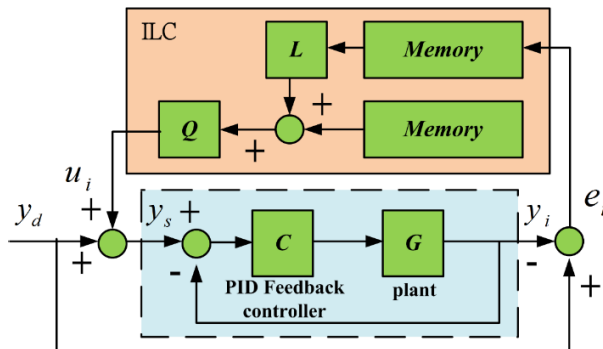 ILC
L
Memory
+
Q
+
Memory
u i
+
y d
+
y s
+
-
C
G
PID Feedback
controller
plant
y i
-
e
+